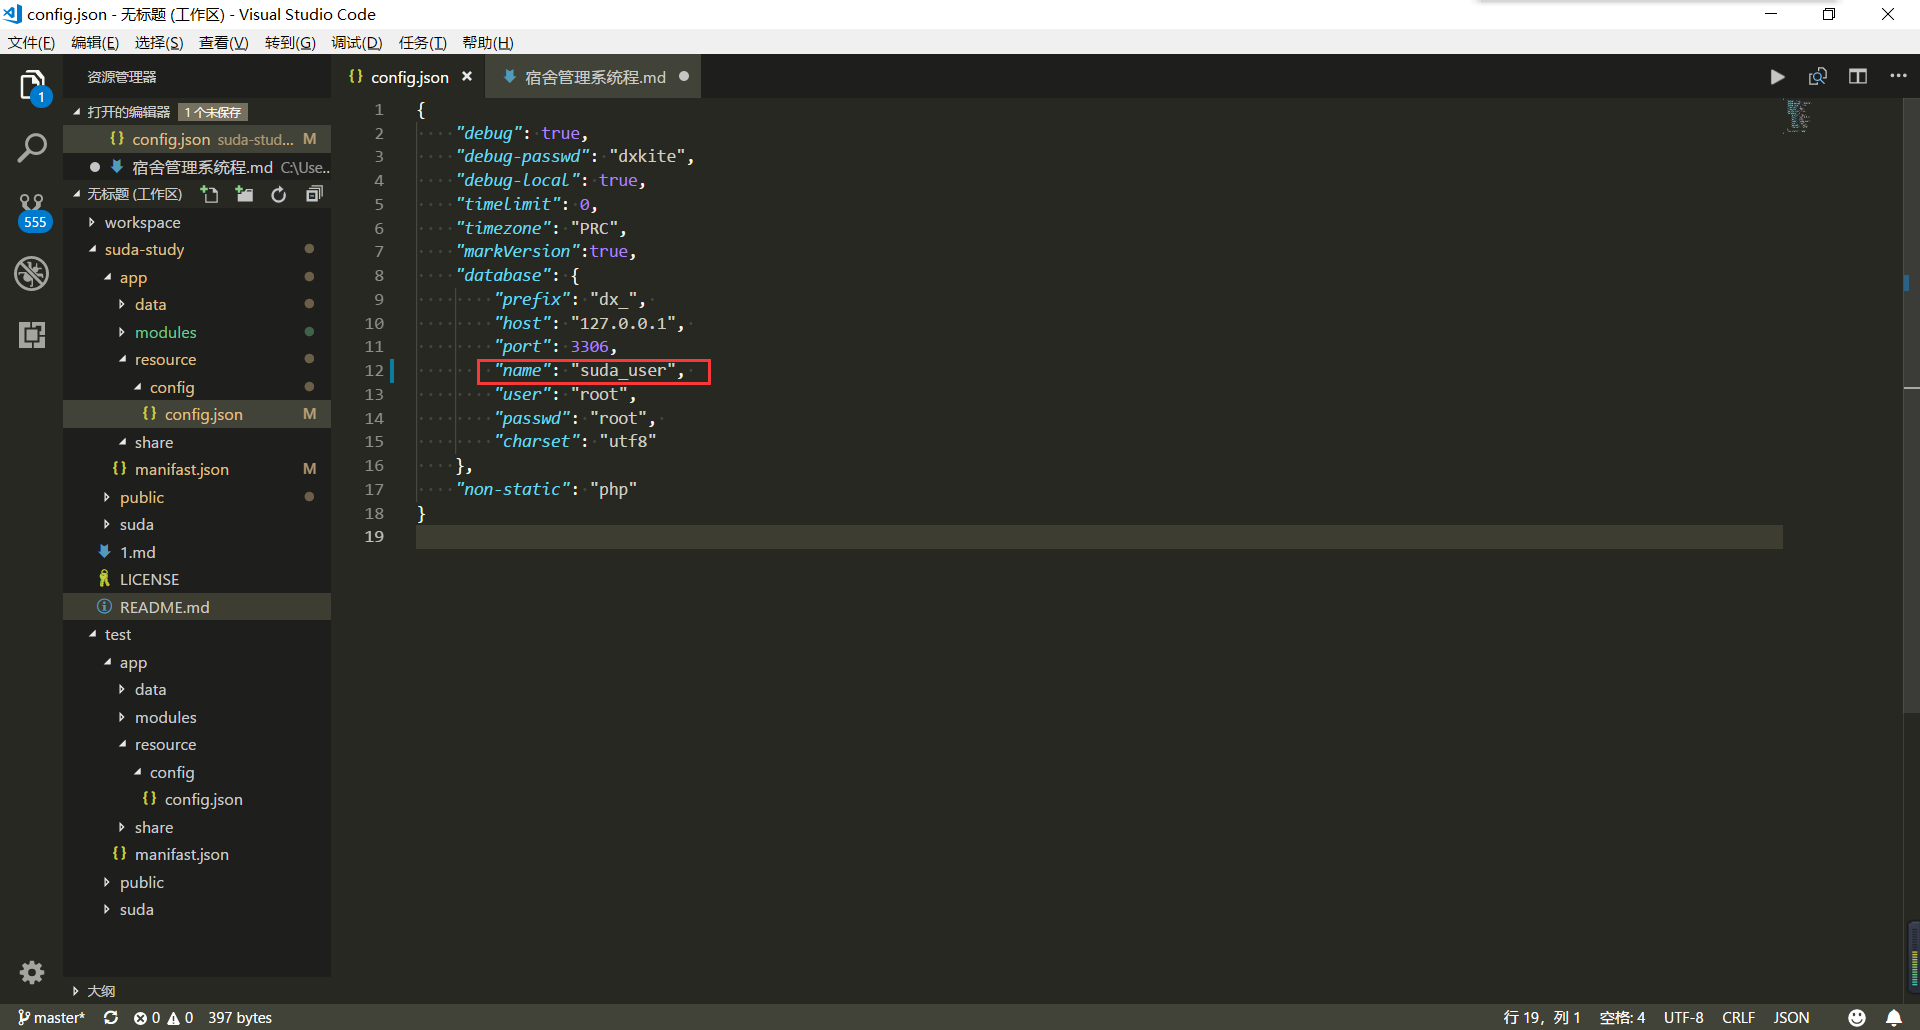 config.json - 无标题 (工作区) - Visual Studio Code
文件(F) 编辑(E) 选择(S) 查看(V) 转到(G) 调试(D) 任务(T) 帮助(H)
资源管理器
打开的编辑器 1 个未保存
{} config.json suda-stud... M
宿舍管理系统程.md C:\Use...
无标题 (工作区)
workspace
suda-study
app
data
modules
resource
config
{} config.json M
share
{} manifast.json M
public
suda
1.md
LICENSE
README.md
test
app
data
modules
resource
config
{} config.json
share
{} manifast.json
public
suda
大纲
1
555
{} config.json ×
宿舍管理系统程.md
1 {
2 "debug": true,
3 "debug-passwd": "dxkite",
4 "debug-local": true,
5 "timelimit": 0,
6 "timezone": "PRC",
7 "markVersion":true,
8 "database": {
9 "prefix": "dx_",
10 "host": "127.0.0.1",
11 "port": 3306,
12 "name": "suda_user",
13 "user": "root",
14 "passwd": "root",
15 "charset": "utf8"
16 },
17 "non-static": "php"
18 }
19
master* 0 0 397 bytes 行 19，列 1 空格: 4 UTF-8 CRLF JSON